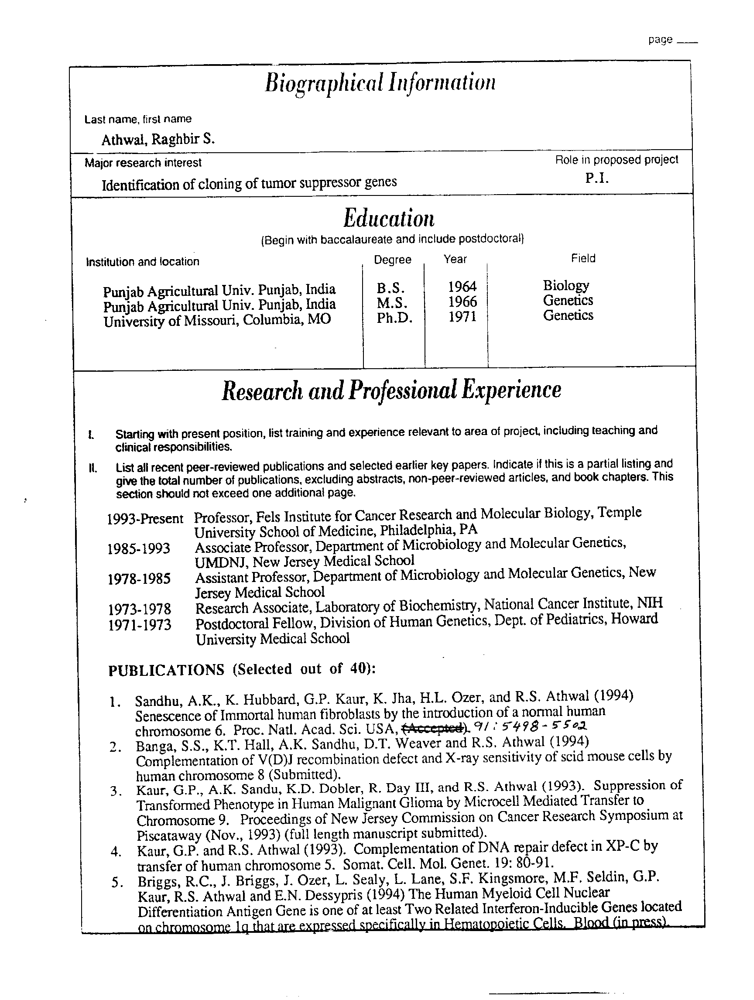 page ___
Biographical Information
Last name, first name
Athwal, Raghbir S.
Major research interest
Role in proposed project
Identification of cloning of tumor suppressor genes
P.I.
Education
(Begin with baccalaureate and include postdoctoral)
Institution and location Degree Year Field
Punjab Agricultural Univ. Punjab, India B.S. 1964 Biology
Punjab Agricultural Univ. Punjab, India M.S. 1966 Genetics
University of Missouri, Columbia, MO Ph.D. 1971 Genetics
Research and Professional Experience
I. Starting with present position, list training and experience relevant to area of project, including teaching and
clinical responsibilities.
II. List all recent peer-reviewed publications and selected earlier key papers. Indicate if this is a partial listing and
give the total number of publications, excluding abstracts, non-peer-reviewed articles, and book chapters. This
section should not exceed one additional page.
1993-Present Professor, Fels Institute for Cancer Research and Molecular Biology, Temple
University School of Medicine, Philadelphia, PA
1985-1993 Associate Professor, Department of Microbiology and Molecular Genetics,
UMDNJ, New Jersey Medical School
1978-1985 Assistant Professor, Department of Microbiology and Molecular Genetics, New
Jersey Medical School
1973-1978 Research Associate, Laboratory of Biochemistry, National Cancer Institute, NIH
1971-1973 Postdoctoral Fellow, Division of Human Genetics, Dept. of Pediatrics, Howard
University Medical School
PUBLICATIONS (Selected out of 40):
1. Sandhu, A.K., K. Hubbard, G.P. Kaur, K. Jha, H.L. Ozer, and R.S. Athwal (1994)
Senescence of Immortal human fibroblasts by the introduction of a normal human
chromosome 6. Proc. Natl. Acad. Sci. USA, (Accepted). 91: 5498-5502
2. Banga, S.S., K.T. Hall, A.K. Sandhu, D.T. Weaver and R.S. Athwal (1994)
Complementation of V(D)J recombination defect and X-ray sensitivity of scid mouse cells by
human chromosome 8 (Submitted).
3. Kaur, G.P., A.K. Sandu, K.D. Dobler, R. Day III, and R.S. Athwal (1993). Suppression of
Transformed Phenotype in Human Malignant Glioma by Microcell Mediated Transfer to
Chromosome 9. Proceedings of New Jersey Commission on Cancer Research Symposium at
Piscataway (Nov., 1993) (full length manuscript submitted).
4. Kaur, G.P. and R.S. Athwal (1993). Complementation of DNA repair defect in XP-C by
transfer of human chromosome 5. Somat. Cell. Mol. Genet. 19: 80-91.
5. Briggs, R.C., J. Briggs, J. Ozer, L. Sealy, L. Lane, S.F. Kingsmore, M.F. Seldin, G.P.
Kaur, R.S. Athwal and E.N. Dessypris (1994) The Human Myeloid Cell Nuclear
Differentiation Antigen Gene is one of at least Two Related Interferon-Inducible Genes located
on chromosome 1q that are expressed specifically in Hematopoietic Cells. Blood (in press).